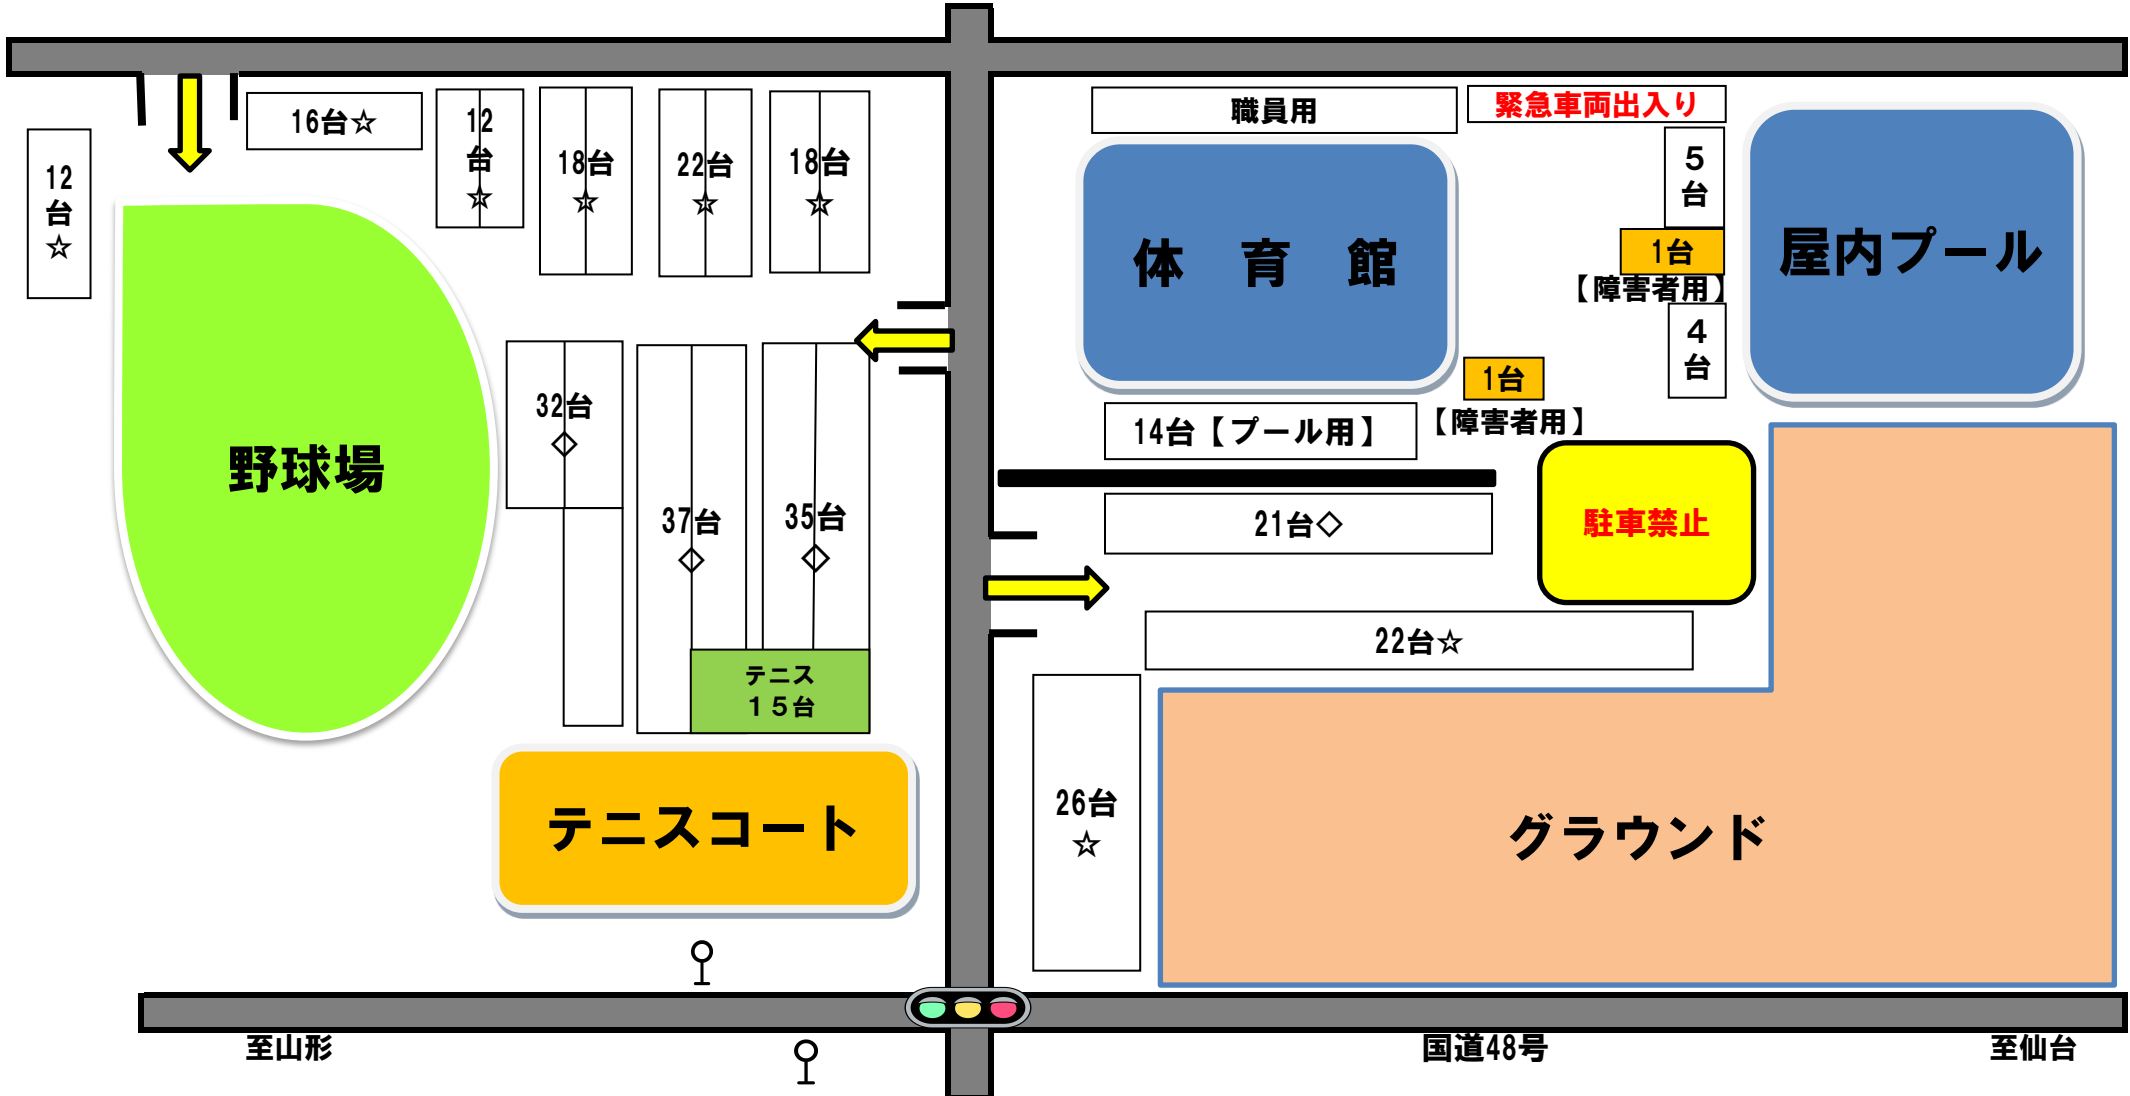 16台☆
12
台
☆
12
台
☆
18台
☆
22台
☆
18台
☆
職員用
緊急車両出入り
5
台
1台
【障害者用】
4
台
体 育 館
屋内プール
1台
【障害者用】
14台【プール用】
32台
◇
野球場
37台
◇
35台
◇
21台◇
駐車禁止
22台☆
テニス
15台
テニスコート
26台
☆
グラウンド
至山形
国道48号
至仙台